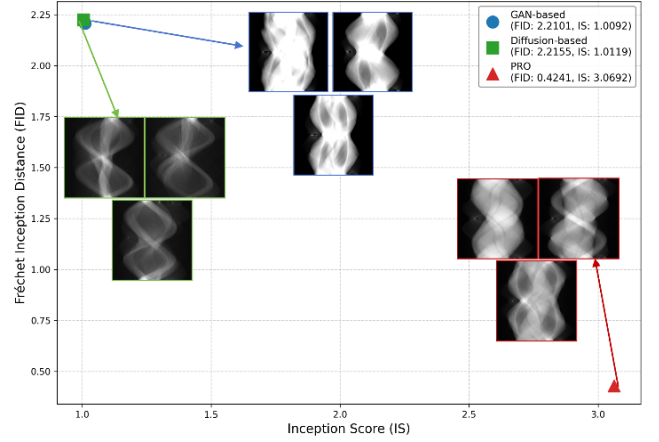 GAN-based
(FID: 2.2101, IS: 1.0092)
Diffusion-based
(FID: 2.2155, IS: 1.0119)
PRO
(FID: 0.4241, IS: 3.0692)
Fréchet Inception Distance (FID)
2.25
2.00
1.75
1.50
1.25
1.00
0.75
0.50
1.0
1.5
2.0
2.5
3.0
Inception Score (IS)